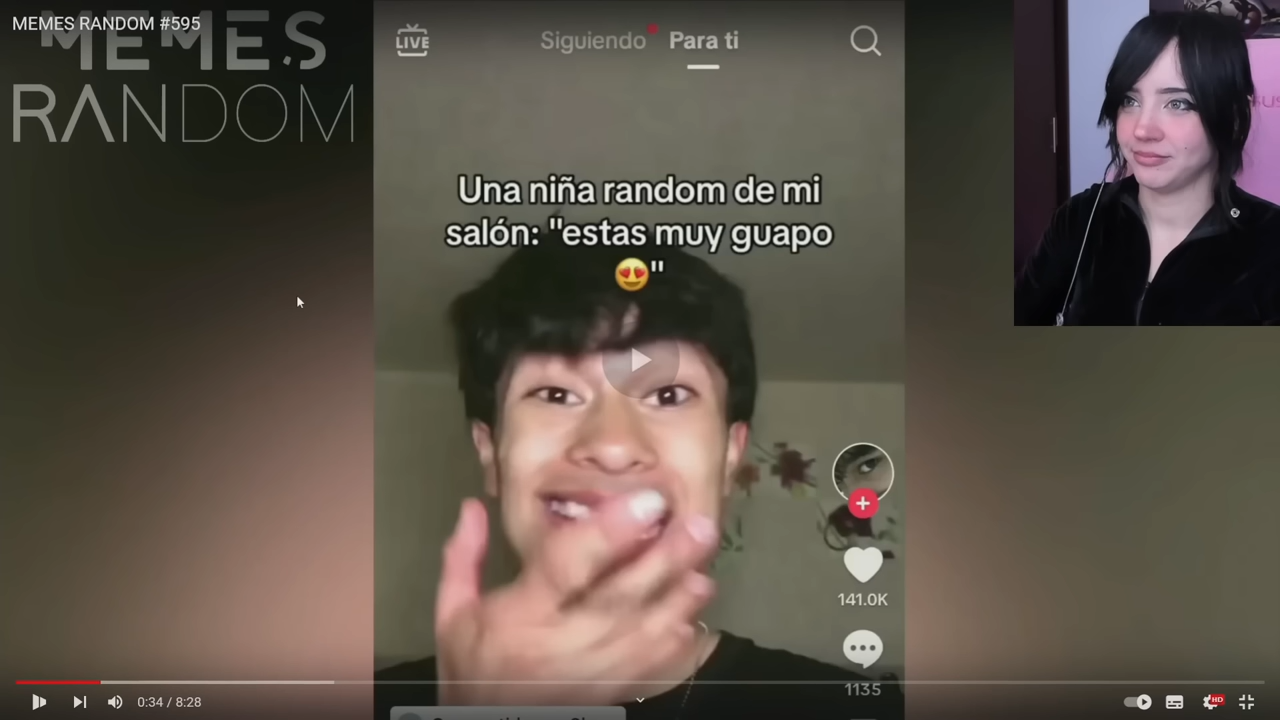 MEMES RANDOM #595
MEMES
RANDOM
LIVE
Siguiendo
Para ti
Una niña random de mi
salón: "estas muy guapo
😍"
141.0K
1135
0:34 / 8:28
HD